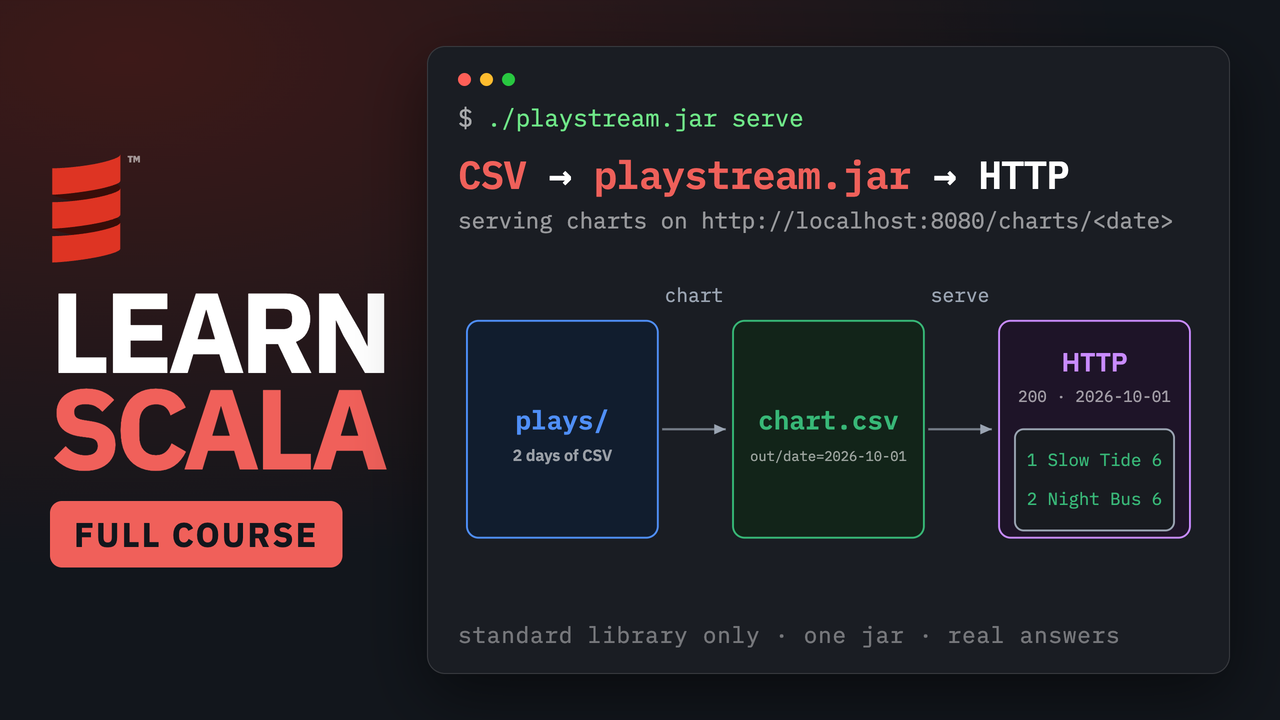 ™
LEARN
SCALA
FULL COURSE
$ ./playstream.jar serve
CSV → playstream.jar → HTTP
serving charts on http://localhost:8080/charts/<date>
chart
serve
plays/
2 days of CSV
chart.csv
out/date=2026-10-01
HTTP
200 · 2026-10-01
1 Slow Tide 6
2 Night Bus 6
standard library only · one jar · real answers